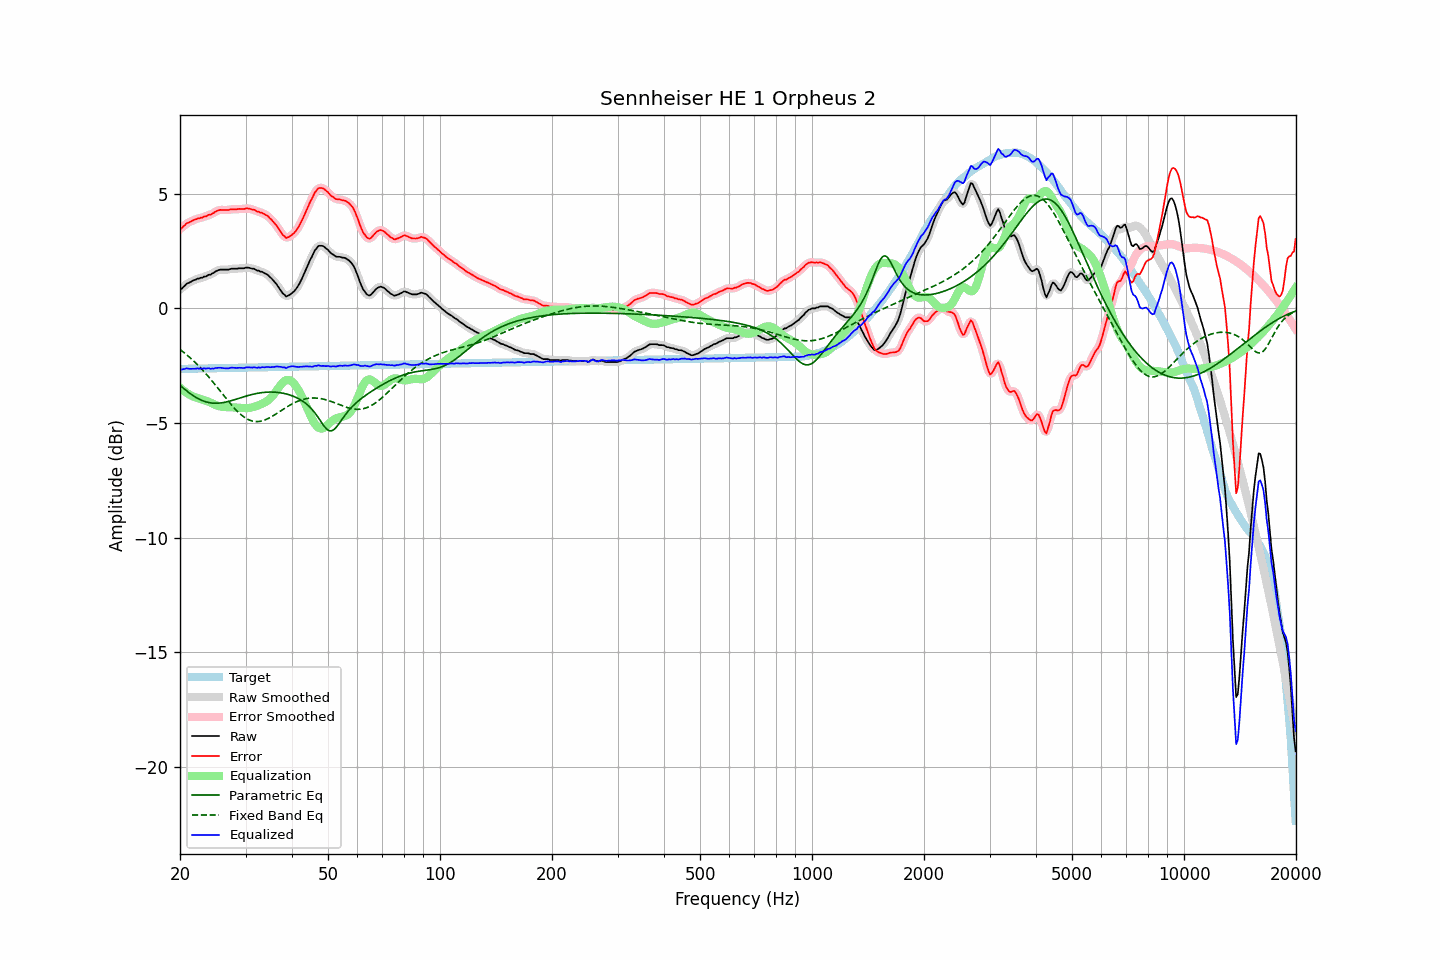 Sennheiser HE 1 Orpheus 2
Amplitude (dBr)
5
0
−5
−10
−15
−20
Target
Raw Smoothed
Error Smoothed
Raw
Error
Equalization
Parametric Eq
Fixed Band Eq
Equalized
20 50 100 200 500 1000 2000 5000 10000 20000
Frequency (Hz)